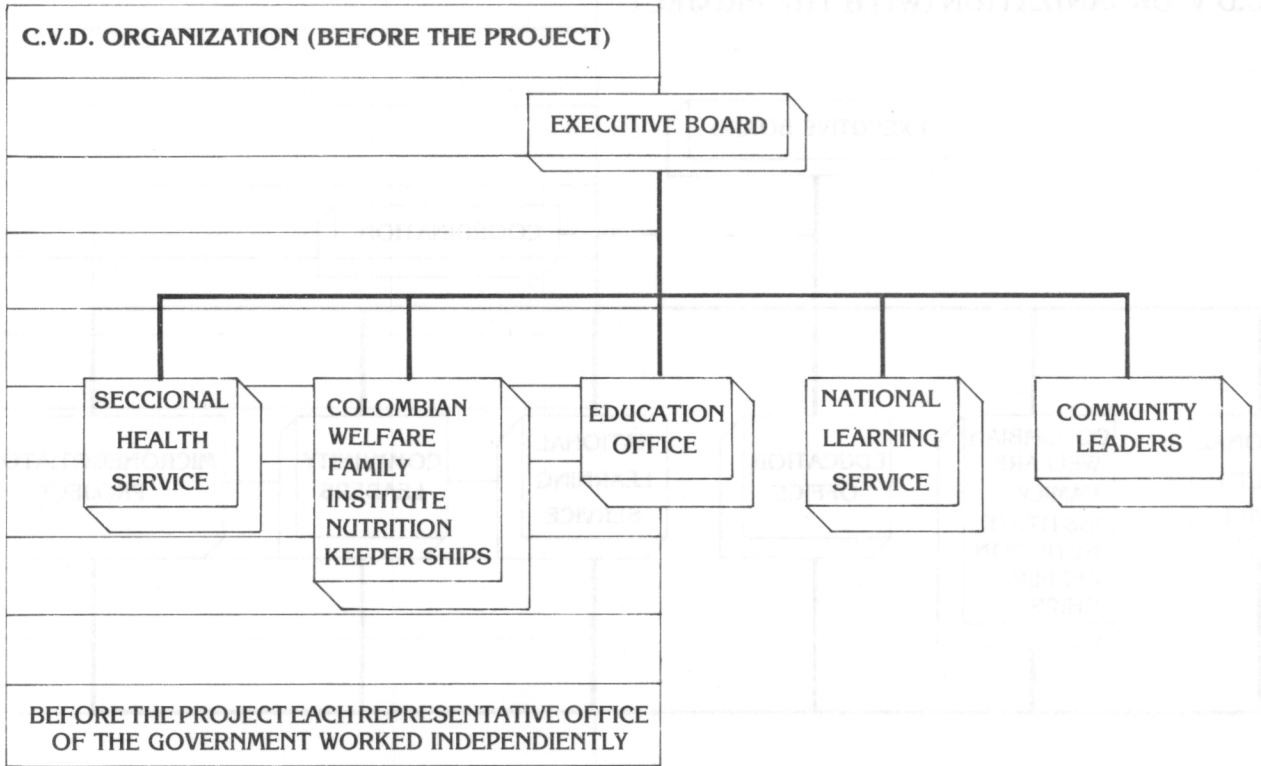 C.V.D. ORGANIZATION (BEFORE THE PROJECT)
EXECUTIVE BOARD
SECCIONAL
HEALTH
SERVICE
COLOMBIAN
WELFARE
FAMILY
INSTITUTE
NUTRITION
KEEPER SHIPS
EDUCATION
OFFICE
NATIONAL
LEARNING
SERVICE
COMMUNITY
LEADERS
BEFORE THE PROJECT EACH REPRESENTATIVE OFFICE
OF THE GOVERNMENT WORKED INDEPENDIENTLY